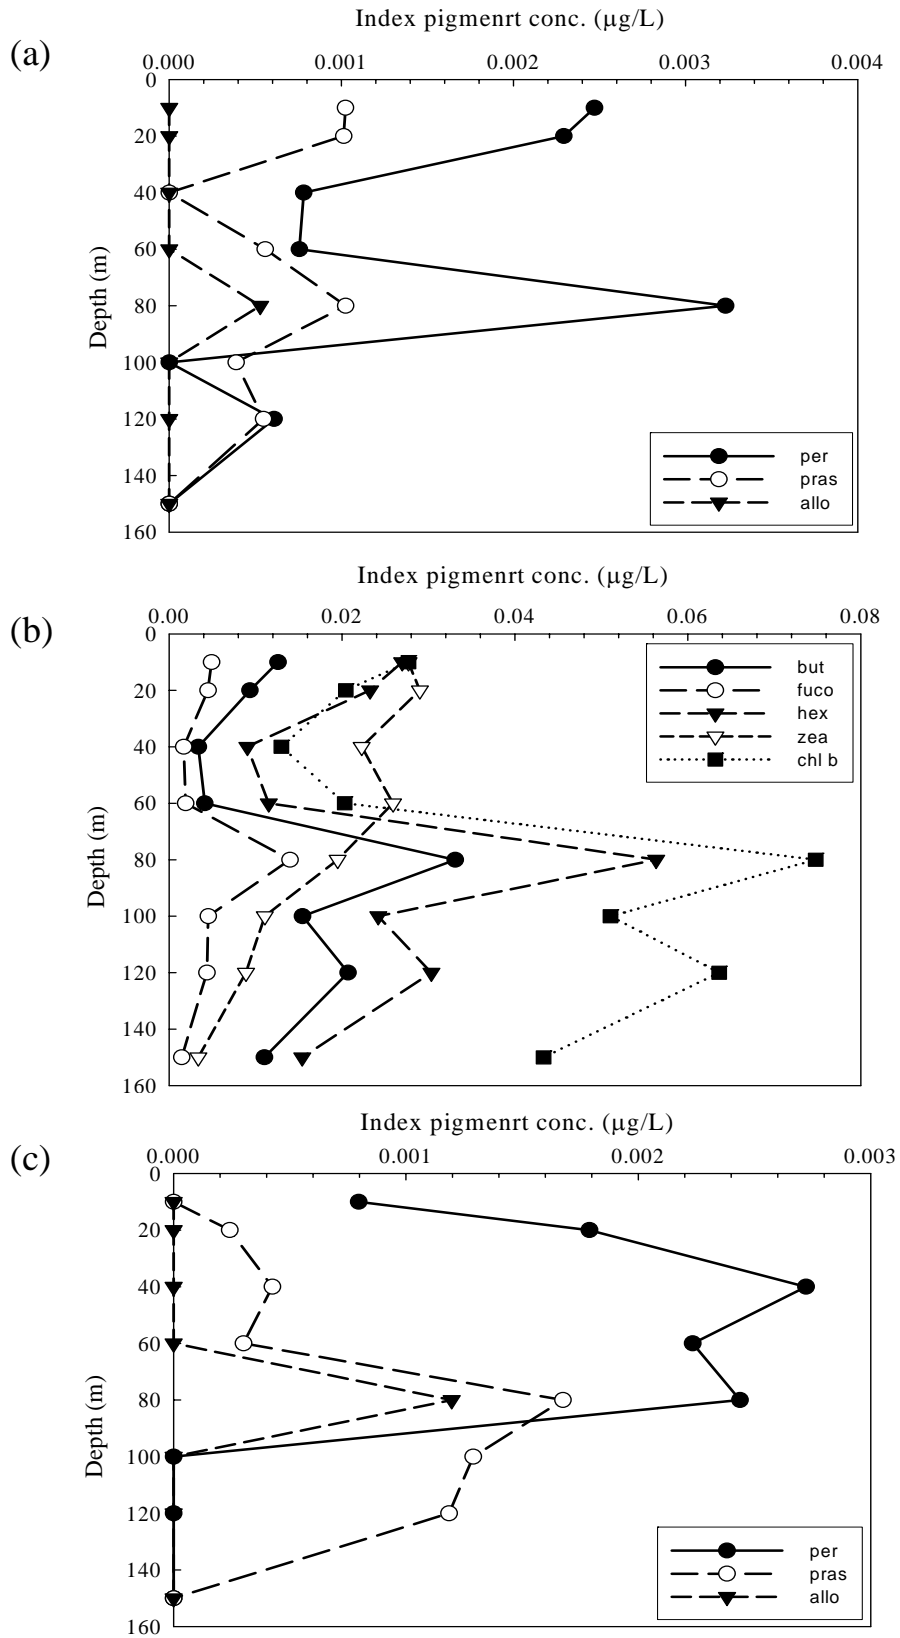 Index pigmenrt conc. (µg/L)
(a)
0.000 0.001 0.002 0.003 0.004
0
20
40
60
80
100
120
140
160
Depth (m)
per
pras
allo
Index pigmenrt conc. (µg/L)
(b)
0.00 0.02 0.04 0.06 0.08
0
20
40
60
80
100
120
140
160
Depth (m)
but
fuco
hex
zea
chl b
Index pigmenrt conc. (µg/L)
(c)
0.000 0.001 0.002 0.003
0
20
40
60
80
100
120
140
160
Depth (m)
per
pras
allo